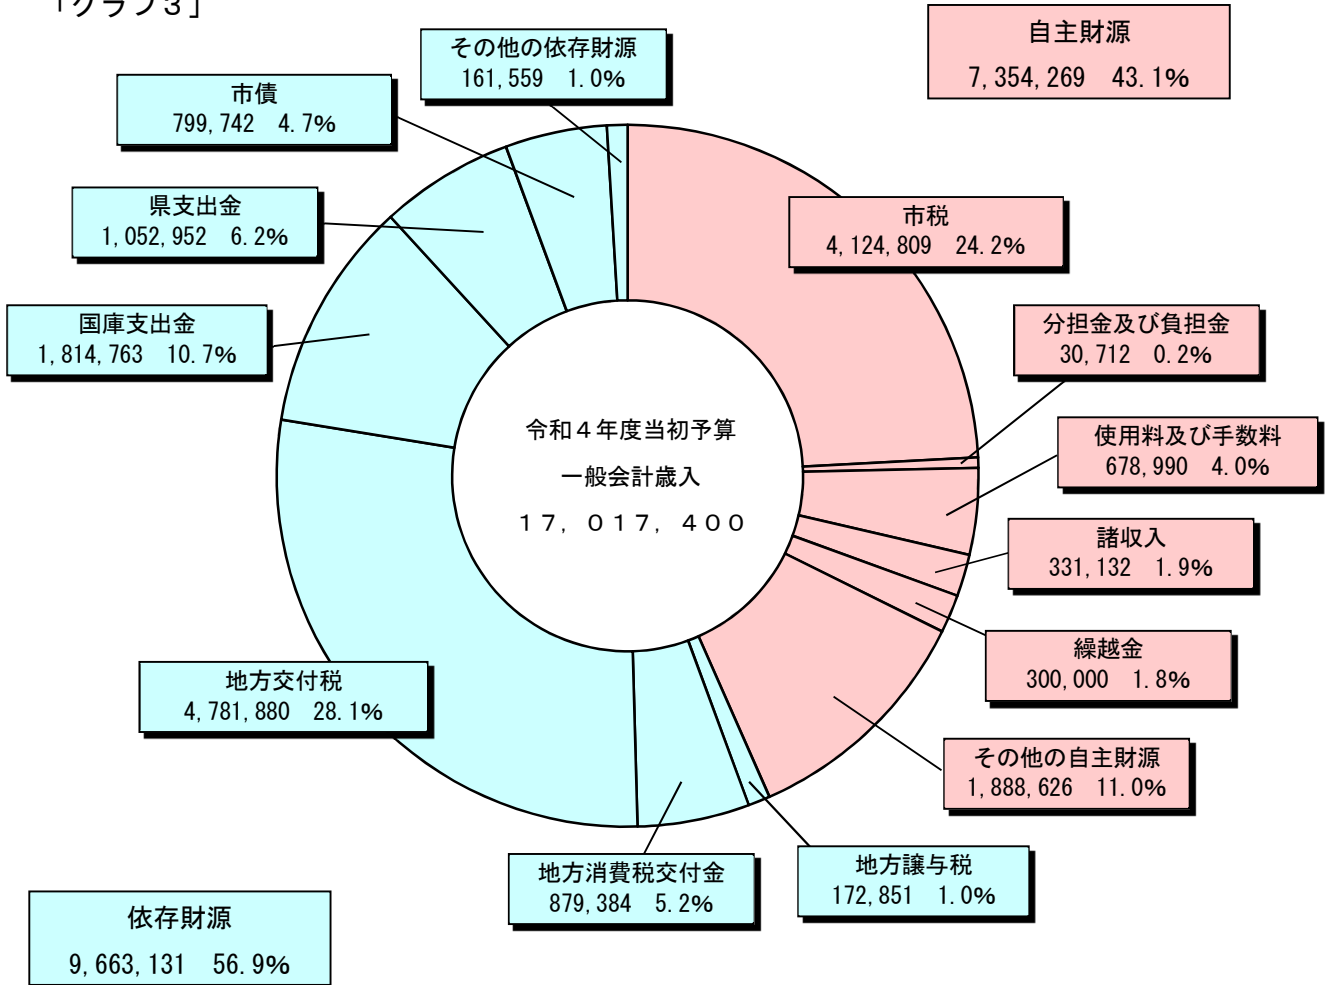 「グラフ３］
その他の依存財源
161,559 1.0%
自主財源
7,354,269 43.1%
市債
799,742 4.7%
県支出金
1,052,952 6.2%
市税
4,124,809 24.2%
国庫支出金
1,814,763 10.7%
分担金及び負担金
30,712 0.2%
使用料及び手数料
678,990 4.0%
令和４年度当初予算
一般会計歳入
１７，０１７，４００
諸収入
331,132 1.9%
繰越金
300,000 1.8%
地方交付税
4,781,880 28.1%
その他の自主財源
1,888,626 11.0%
地方消費税交付金
879,384 5.2%
地方譲与税
172,851 1.0%
依存財源
9,663,131 56.9%